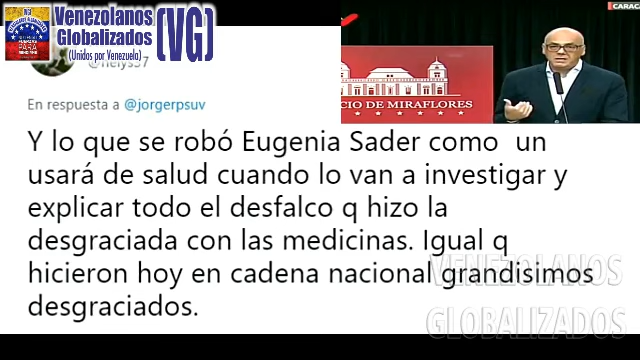 Venezolanos
Globalizados
(Unidos por Venezuela)
(VG)
CARACA
CIO DE MIRAFLORES
En respuesta a @jorgerpsuv
Y lo que se robó Eugenia Sader como un
usará de salud cuando lo van a investigar y
explicar todo el desfalco q hizo la
desgraciada con las medicinas. Igual q
hicieron hoy en cadena nacional grandisimos
desgraciados.
VENEZOLANOS
GLOBALIZADOS